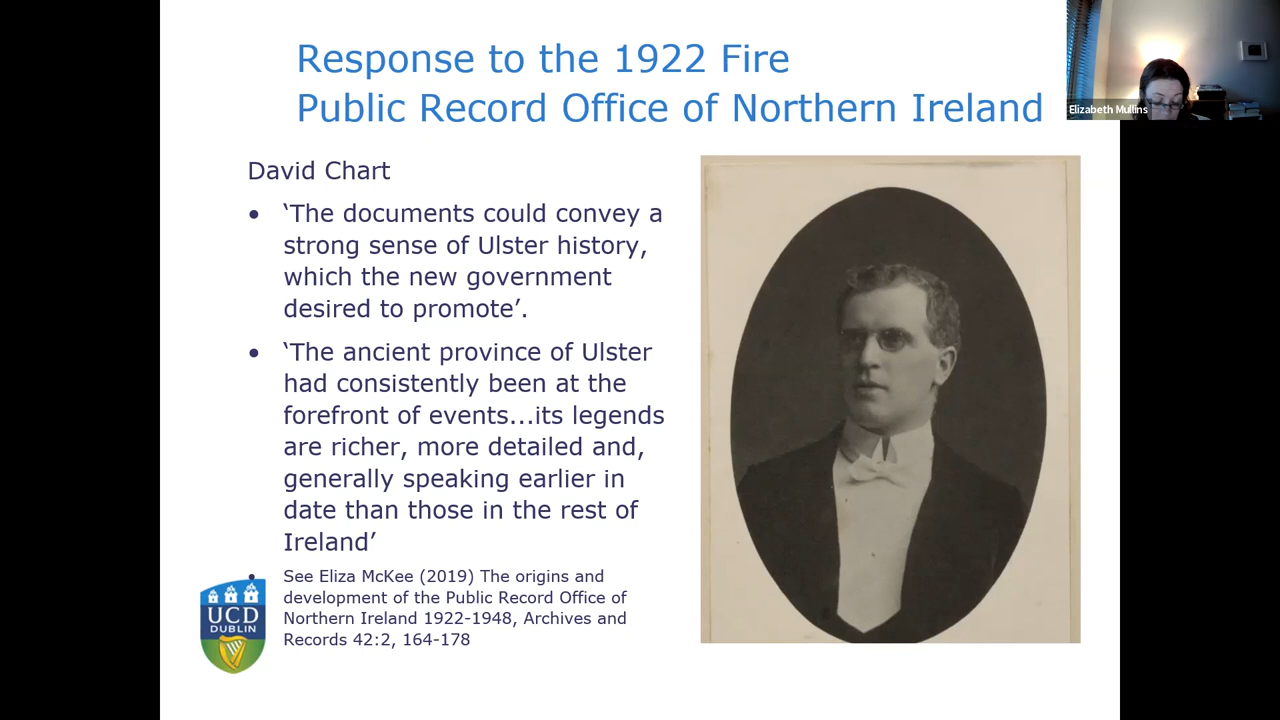 Response to the 1922 Fire
Public Record Office of Northern Ireland
Elizabeth Mullins
David Chart
• ‘The documents could convey a
strong sense of Ulster history,
which the new government
desired to promote’.
• ‘The ancient province of Ulster
had consistently been at the
forefront of events...its legends
are richer, more detailed and,
generally speaking earlier in
date than those in the rest of
Ireland’
• See Eliza McKee (2019) The origins and
development of the Public Record Office of
Northern Ireland 1922-1948, Archives and
Records 42:2, 164-178
UCD
DUBLIN